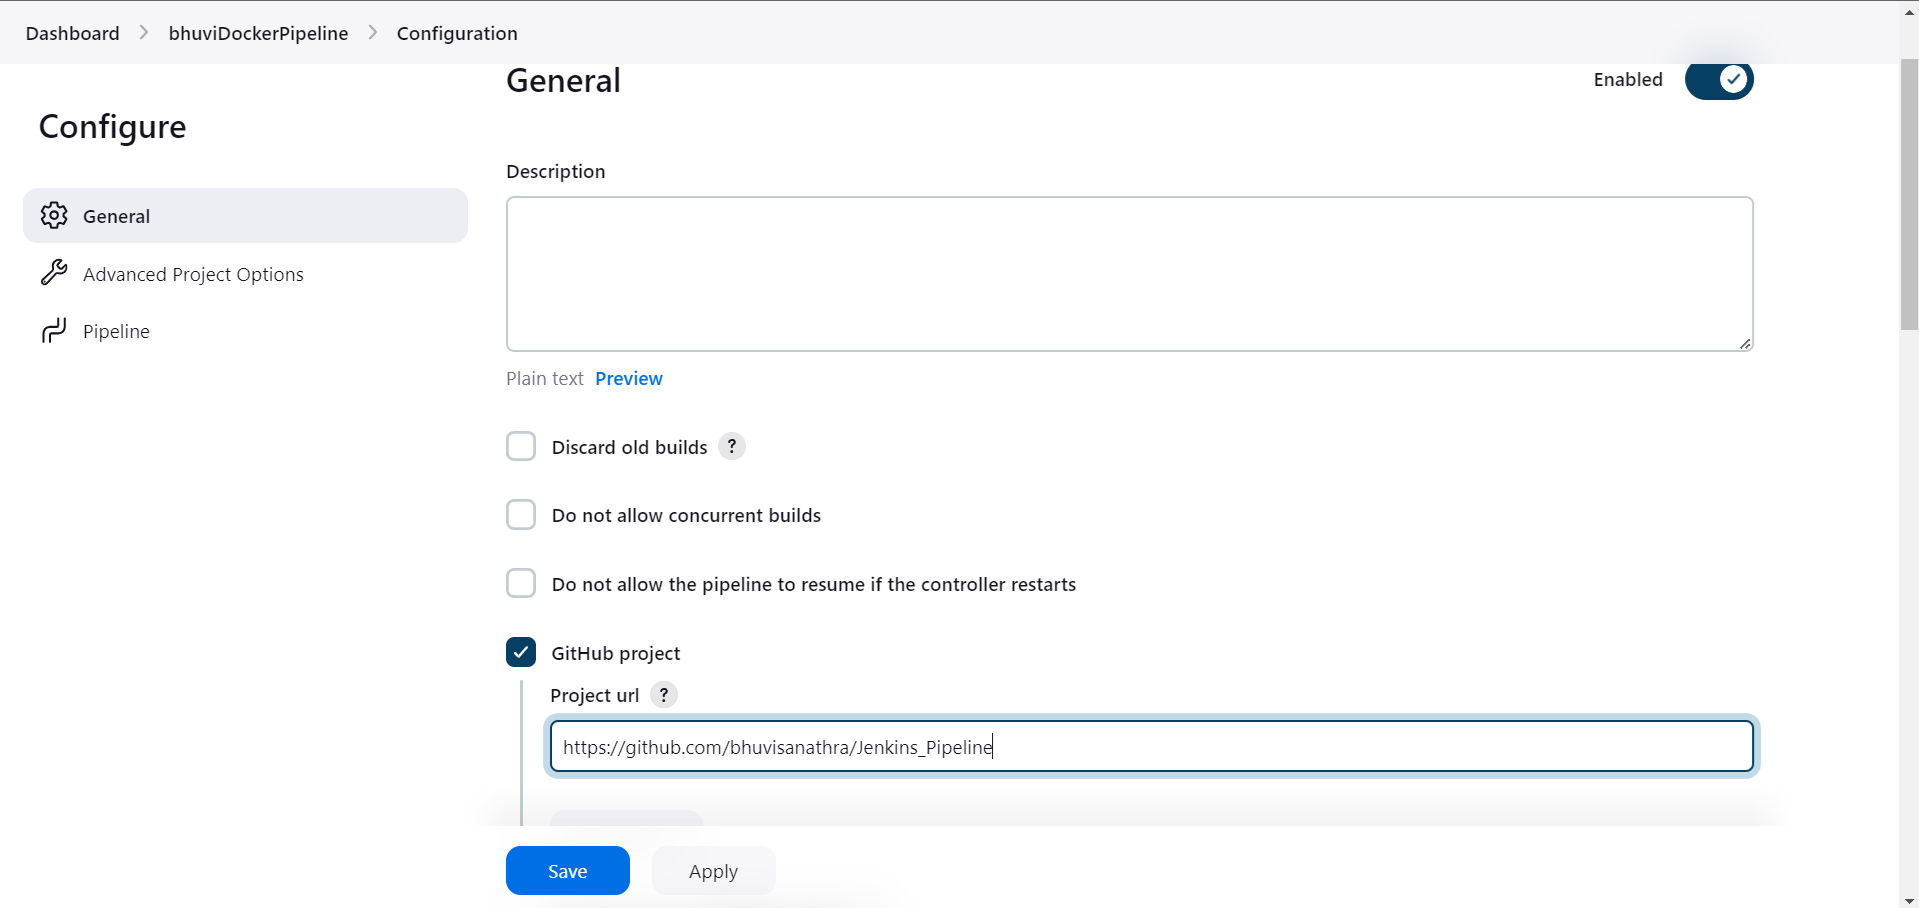 Dashboard > bhuviDockerPipeline > Configuration
Configure
General
Advanced Project Options
Pipeline
General
Enabled
Description
Plain text Preview
Discard old builds ?
Do not allow concurrent builds
Do not allow the pipeline to resume if the controller restarts
GitHub project
Project url ?
https://github.com/bhuvisanathra/Jenkins_Pipeline
Save Apply